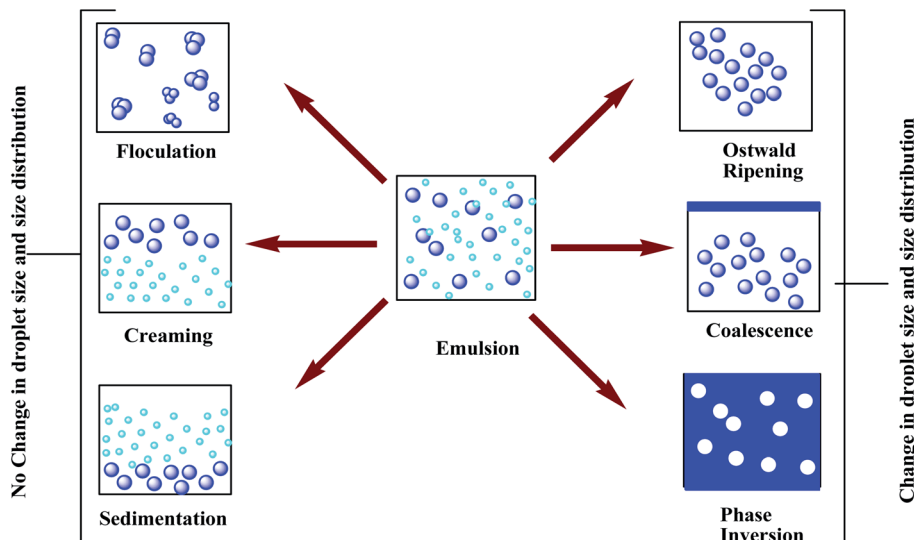 No Change in droplet size and size distribution
Floculation
Creaming
Sedimentation
Emulsion
Ostwald
Ripening
Coalescence
Phase
Inversion
Change in droplet size and size distribution